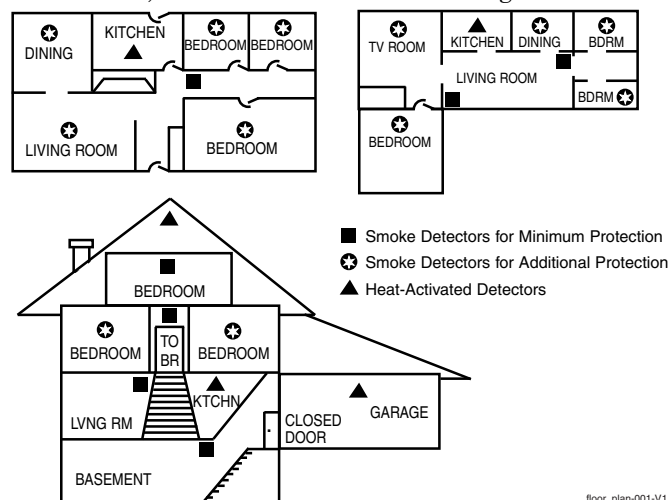 DINING
KITCHEN
BEDROOM
BEDROOM
LIVING ROOM
BEDROOM
TV ROOM
KITCHEN
DINING
BDRM
LIVING ROOM
BDRM
BEDROOM
Smoke Detectors for Minimum Protection
Smoke Detectors for Additional Protection
Heat-Activated Detectors
BEDROOM
BEDROOM
TO
BR
BEDROOM
LVNG RM
KTCHN
CLOSED
DOOR
GARAGE
BASEMENT
floor_plan-001-V1